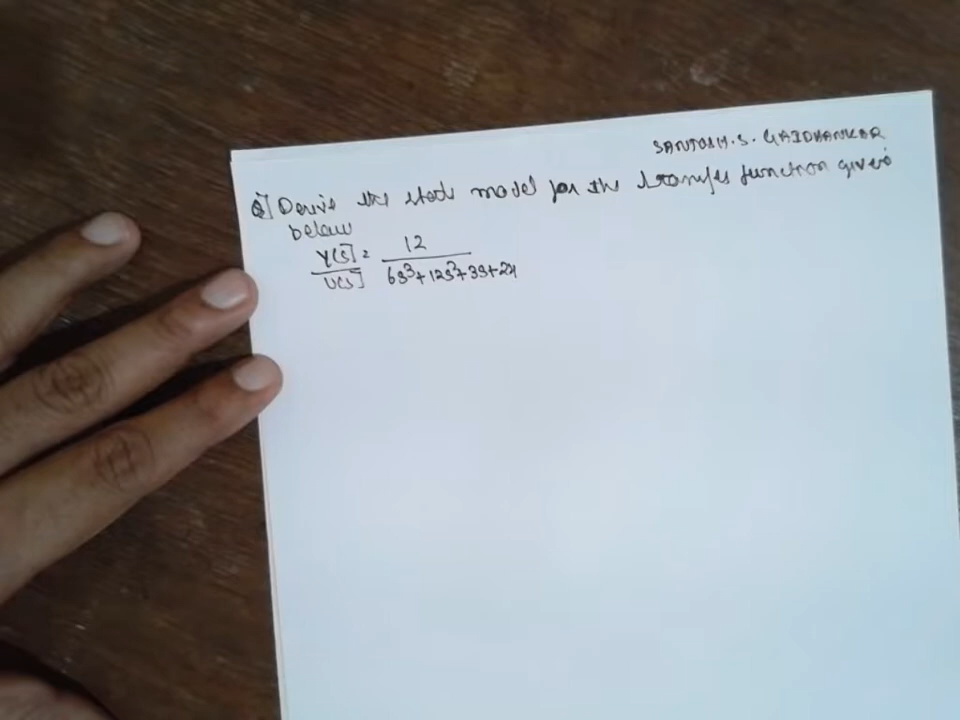 SANTOSH.S.GAIDHANKAR
Q] Derive the state model for the transfer function given
below
Y(s) = 12
U(s) 6s³+12s²+3s+24